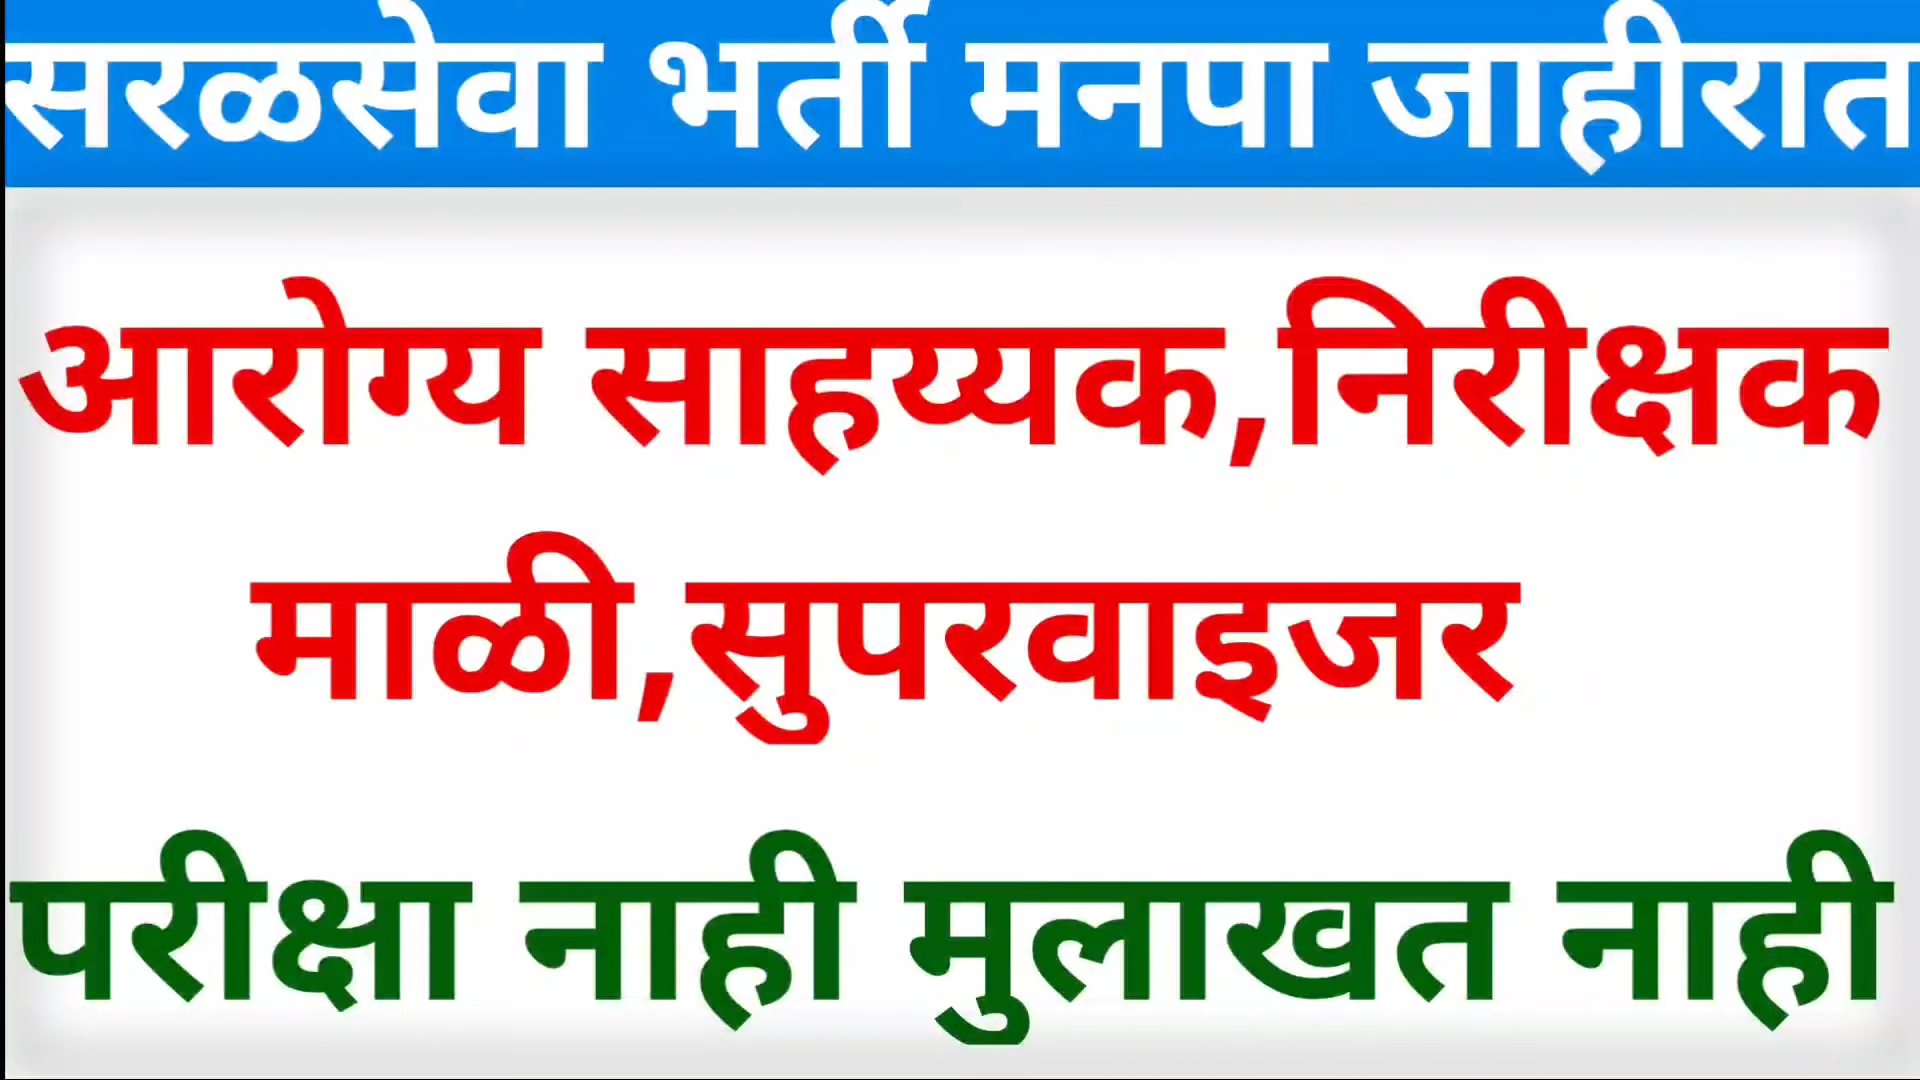 सरळसेवा भर्ती मनपा जाहीरात
आरोग्य साहय्यक,निरीक्षक
माळी,सुपरवाइजर
परीक्षा नाही मुलाखत नाही